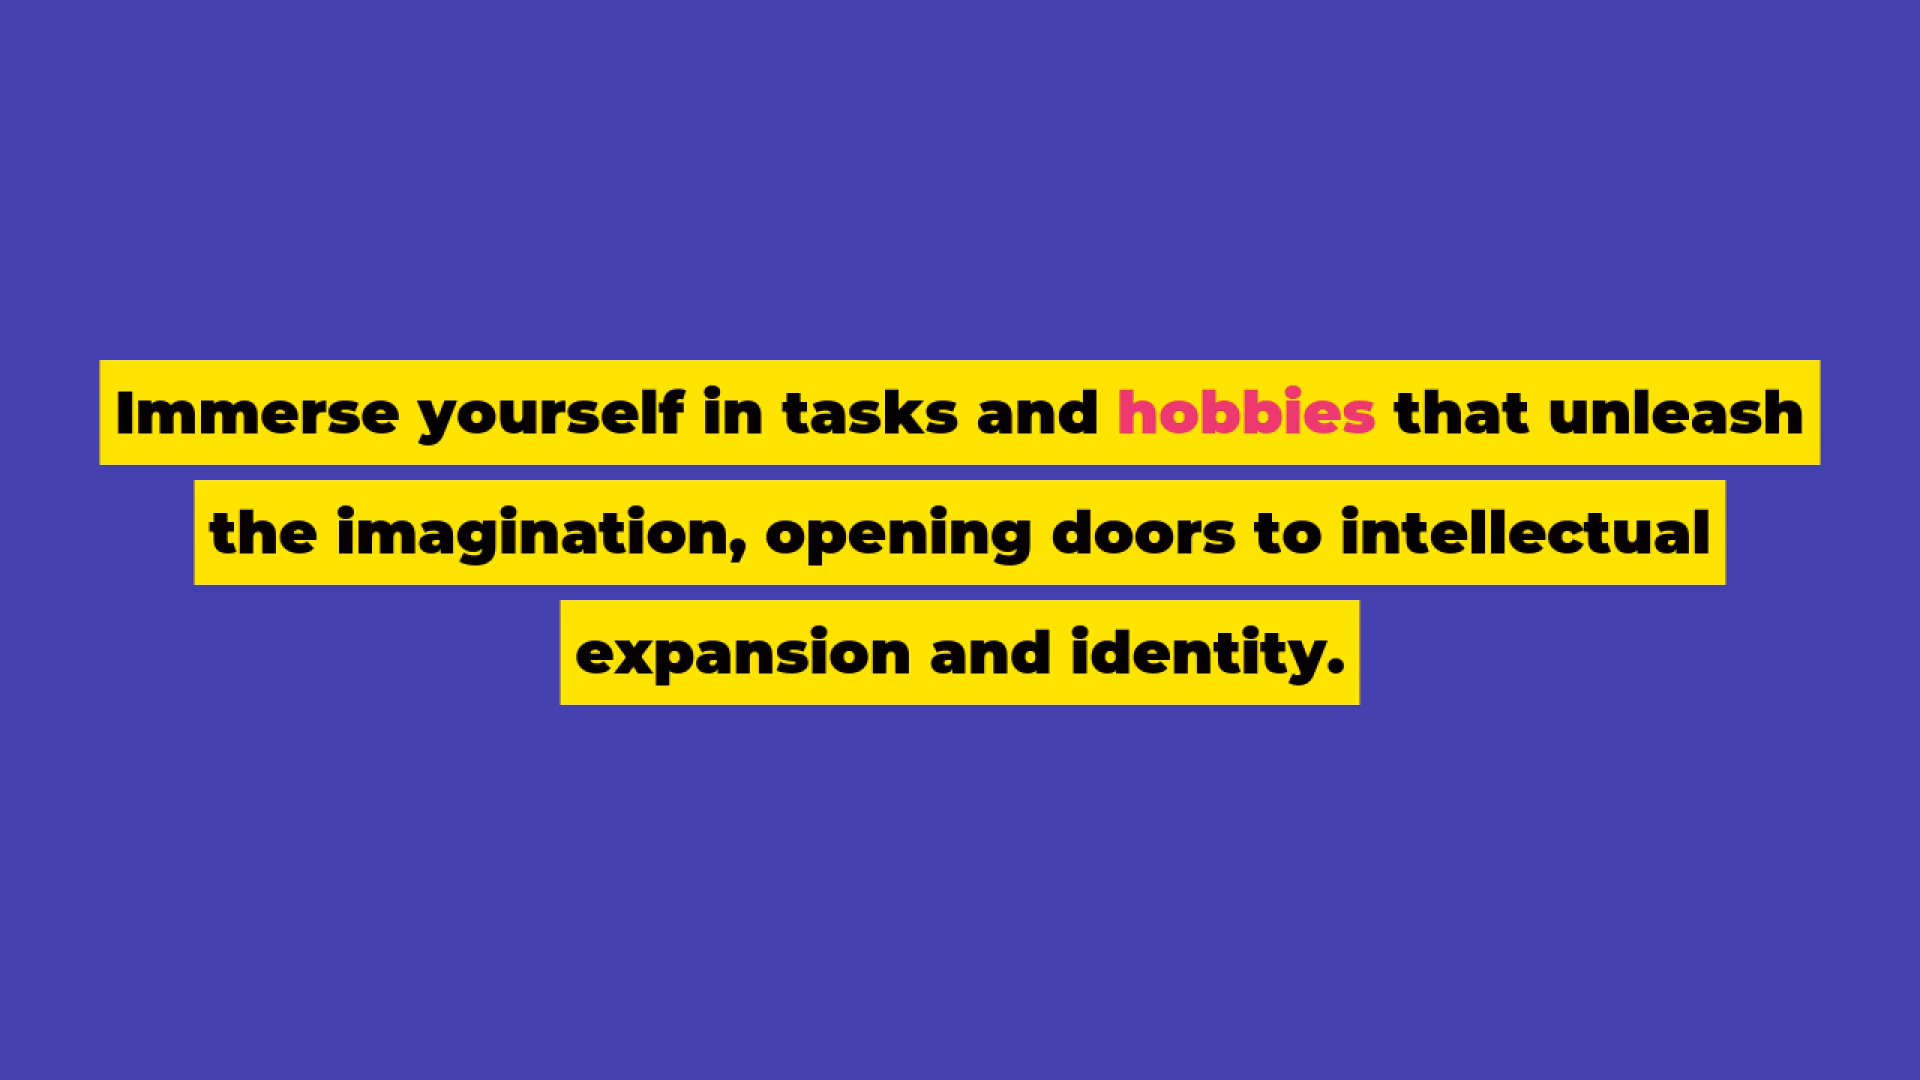 Immerse yourself in tasks and hobbies that unleash
the imagination, opening doors to intellectual
expansion and identity.